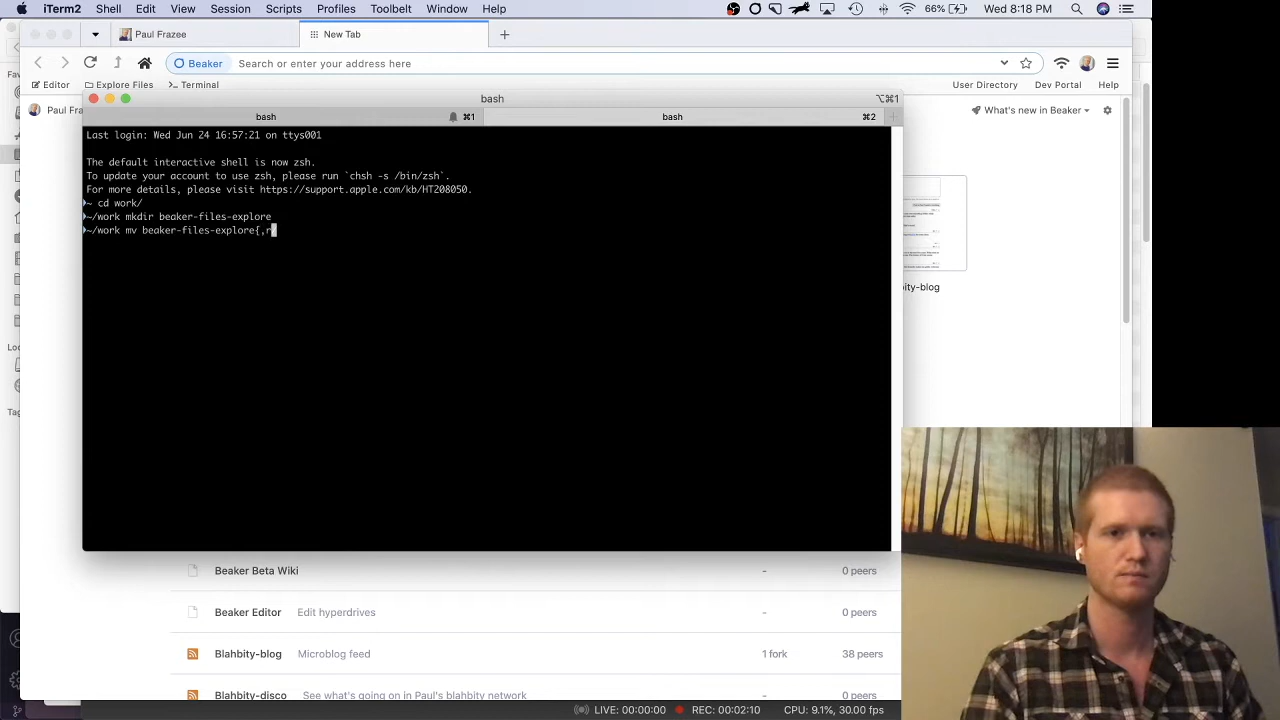 iTerm2 Shell Edit View Session Scripts Profiles Toolbelt Window Help 66% Wed 8:18 PM
Paul Frazee New Tab
Beaker Search or enter your address here
Editor Explore Files Terminal User Directory Dev Portal Help
Paul Fra What's new in Beaker
bash
⌥⌘1
bash ⌘1 bash ⌘2
Last login: Wed Jun 24 16:57:21 on ttys001
The default interactive shell is now zsh.
To update your account to use zsh, please run `chsh -s /bin/zsh`.
For more details, please visit https://support.apple.com/kb/HT208050.
~ cd work/
~/work mkdir beaker-files-explore
~/work mv beaker-files-explore{,r
ity-blog
Fav
Loc
Tag
Beaker Beta Wiki - 0 peers
Beaker Editor Edit hyperdrives - 0 peers
Blahbity-blog Microblog feed 1 fork 38 peers
Blahbity-disco See what's going on in Paul's blahbity network - 0 peers
LIVE: 00:00:00 REC: 00:02:10 CPU: 9.1%, 30.00 fps